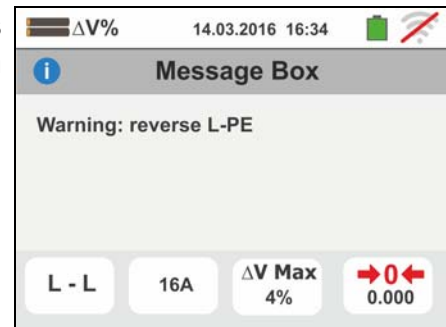 ΔV% 14.03.2016 16:34
Message Box
Warning: reverse L-PE
L - L 16A ΔV Max 4% ➔0← 0.000